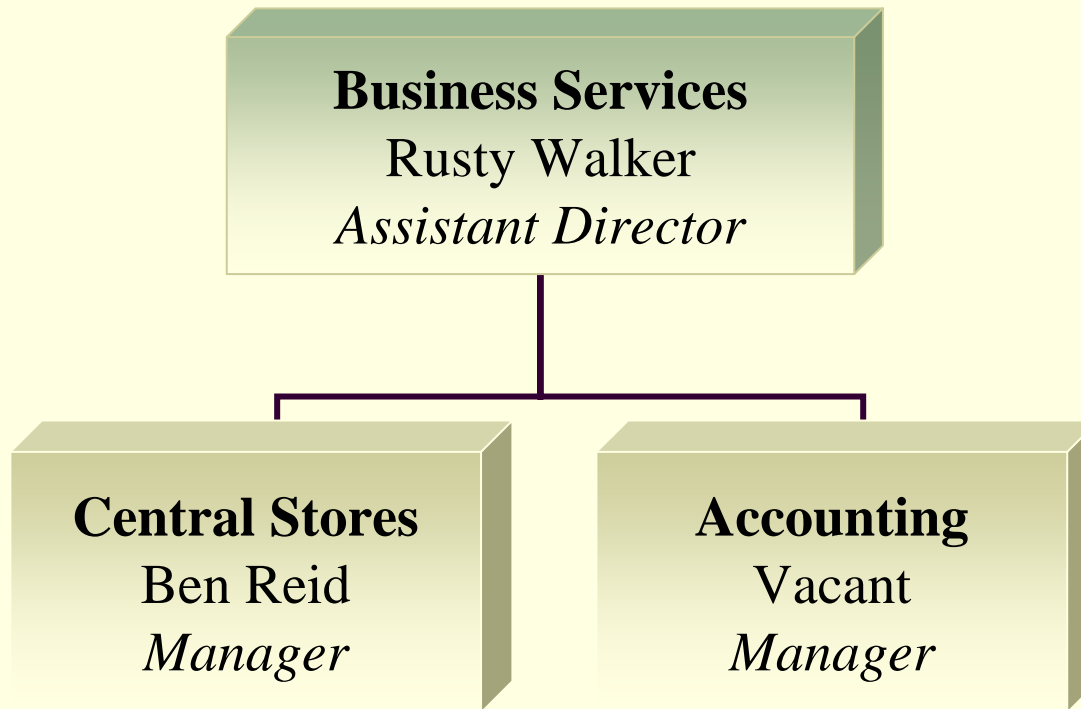 Business Services
Rusty Walker
Assistant Director
Central Stores
Ben Reid
Manager
Accounting
Vacant
Manager